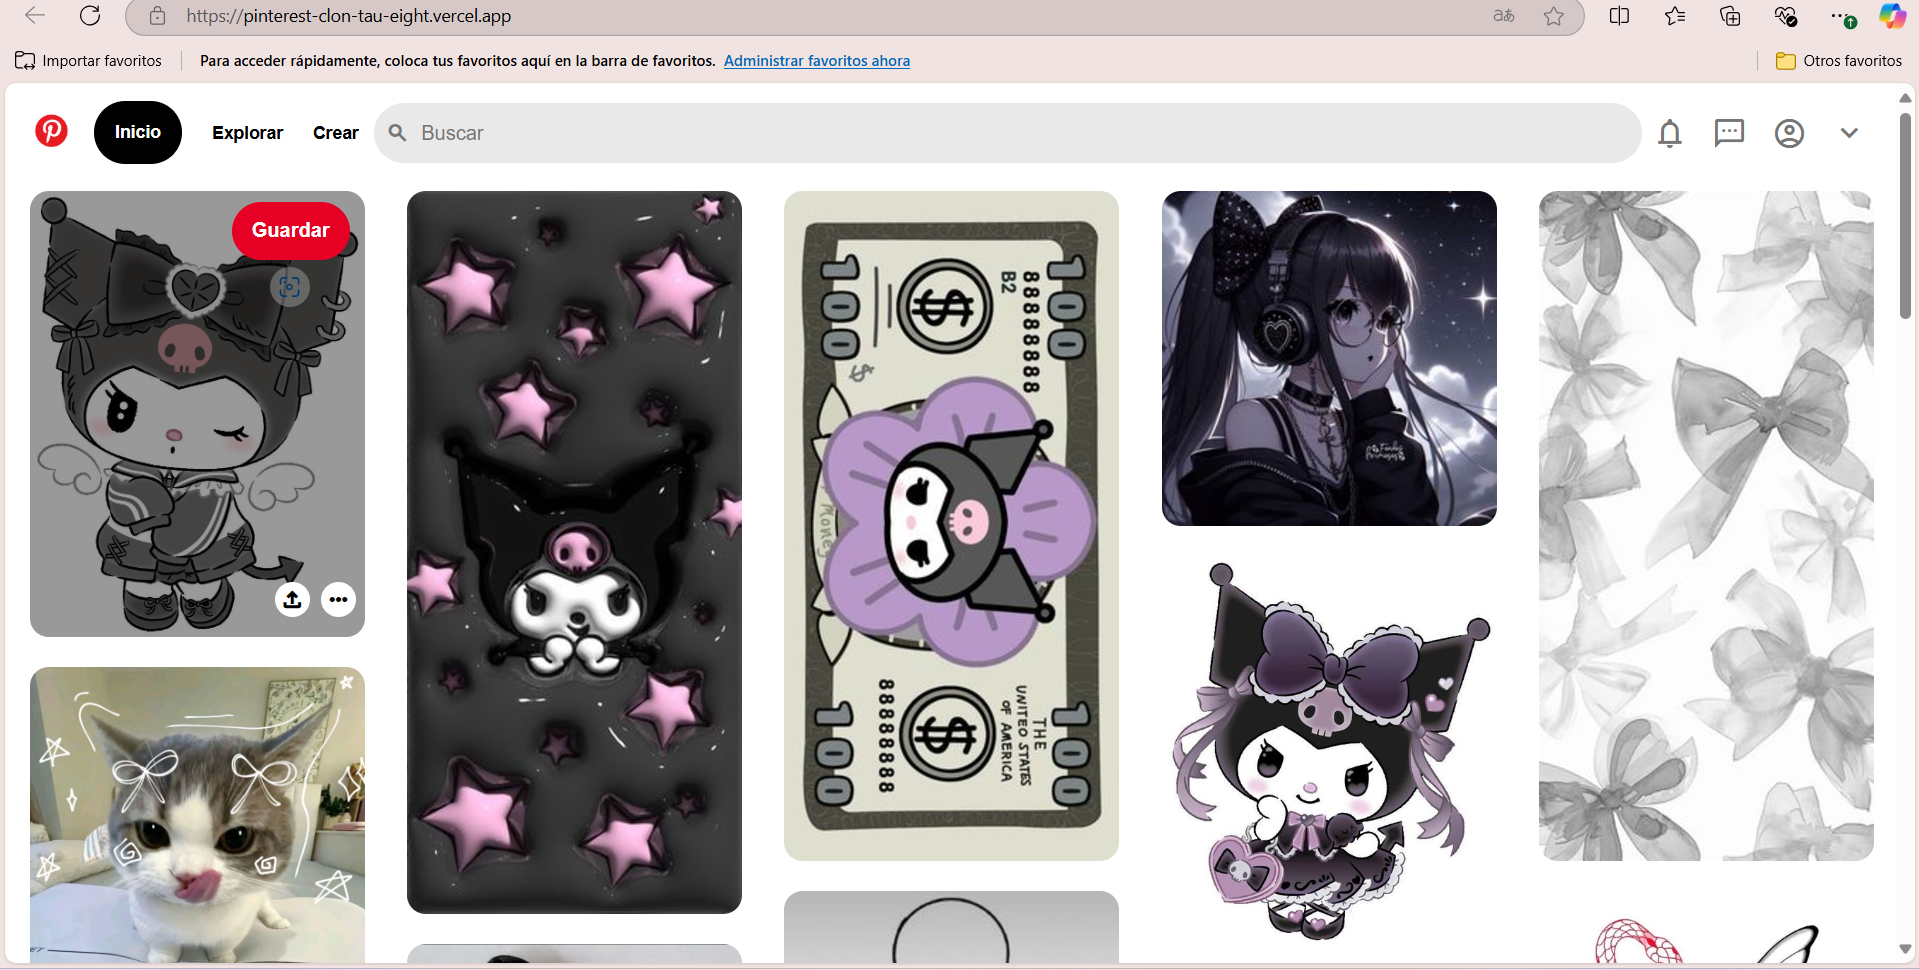 https://pinterest-clon-tau-eight.vercel.app
aあ
Importar favoritos
Para acceder rápidamente, coloca tus favoritos aquí en la barra de favoritos. Administrar favoritos ahora
Otros favoritos
Inicio
Explorar
Crear
Buscar
Guardar
100
B2
88888888
100
$
$
Money
88888888
THE
UNITED STATES
OF AMERICA
100
$
100